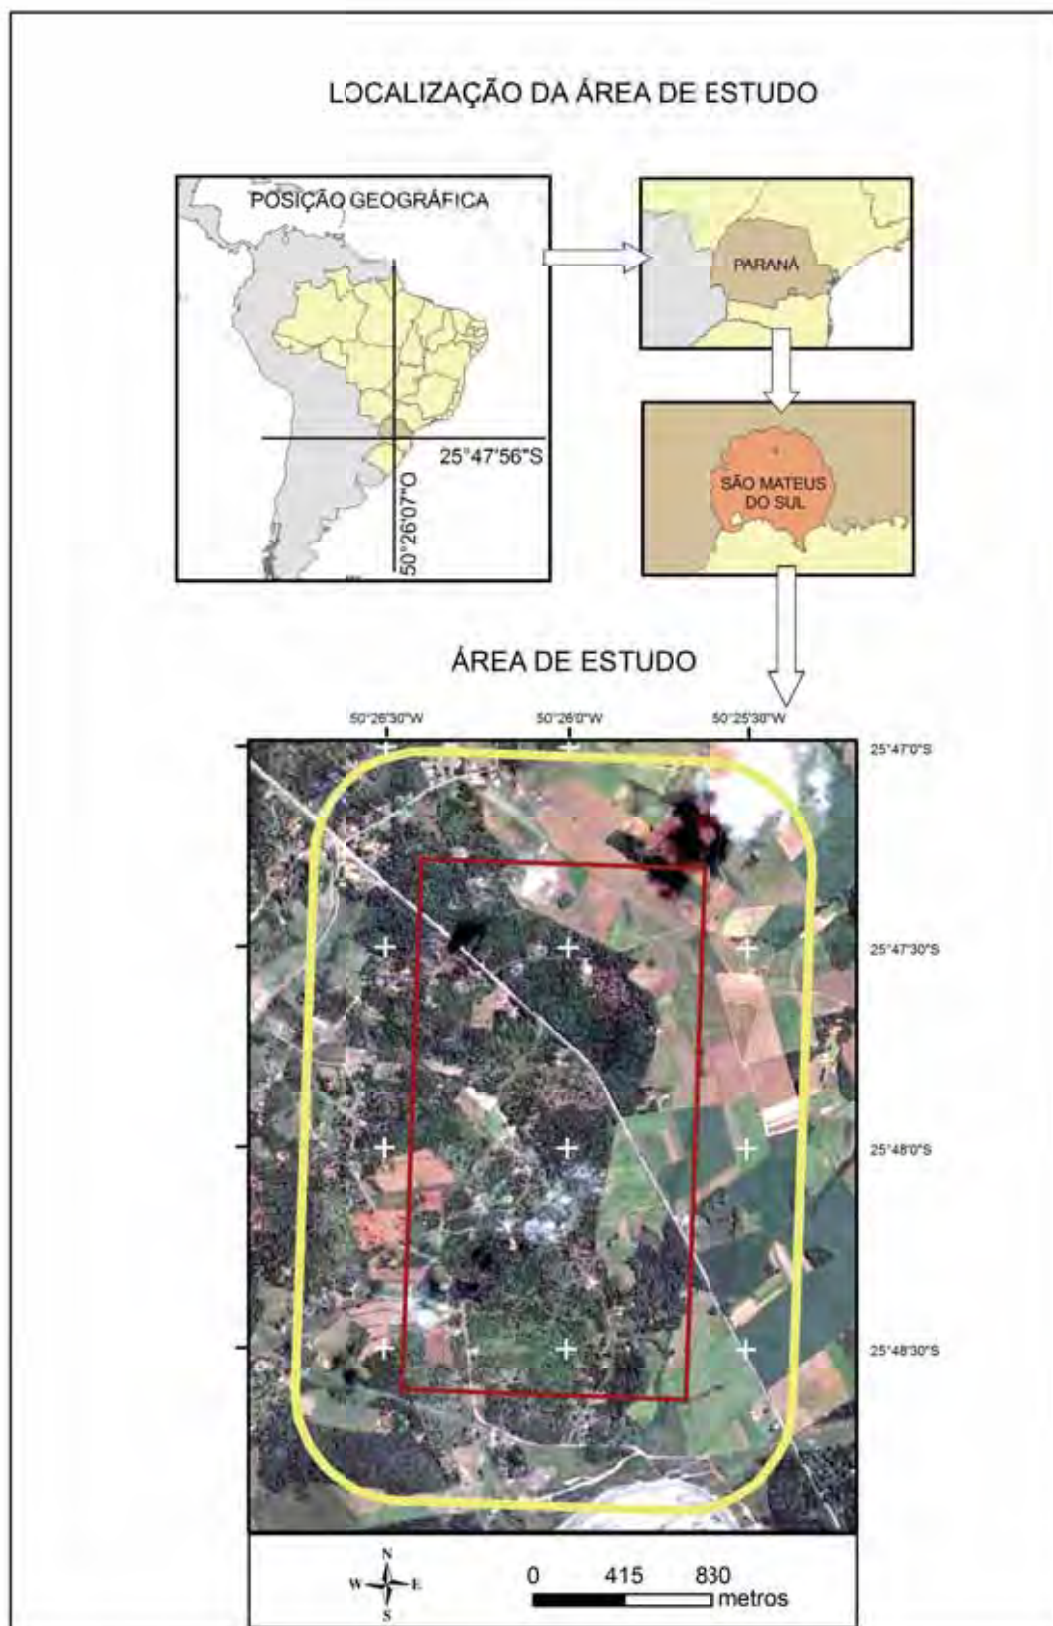 LOCALIZAÇÃO DA ÁREA DE ESTUDO
POSIÇÃO GEOGRÁFICA
25°47'56"S
50°26'07"O
PARANÁ
SÃO MATEUS
DO SUL
ÁREA DE ESTUDO
50°26'30"W 50°26'0"W 50°25'30"W
25°47'0"S
25°47'30"S
25°48'0"S
25°48'30"S
N
W E
S
0 415 830
metros